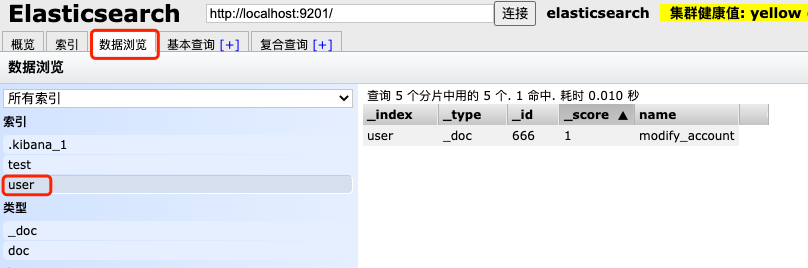 Elasticsearch http://localhost:9201/ 连接 elasticsearch 集群健康值: yellow
概览 索引 数据浏览 基本查询 [+] 复合查询 [+]
数据浏览
所有索引
索引
.kibana_1
test
user
类型
_doc
doc
查询 5 个分片中用的 5 个. 1 命中. 耗时 0.010 秒
_index _type _id _score ▲ name
user _doc 666 1 modify_account